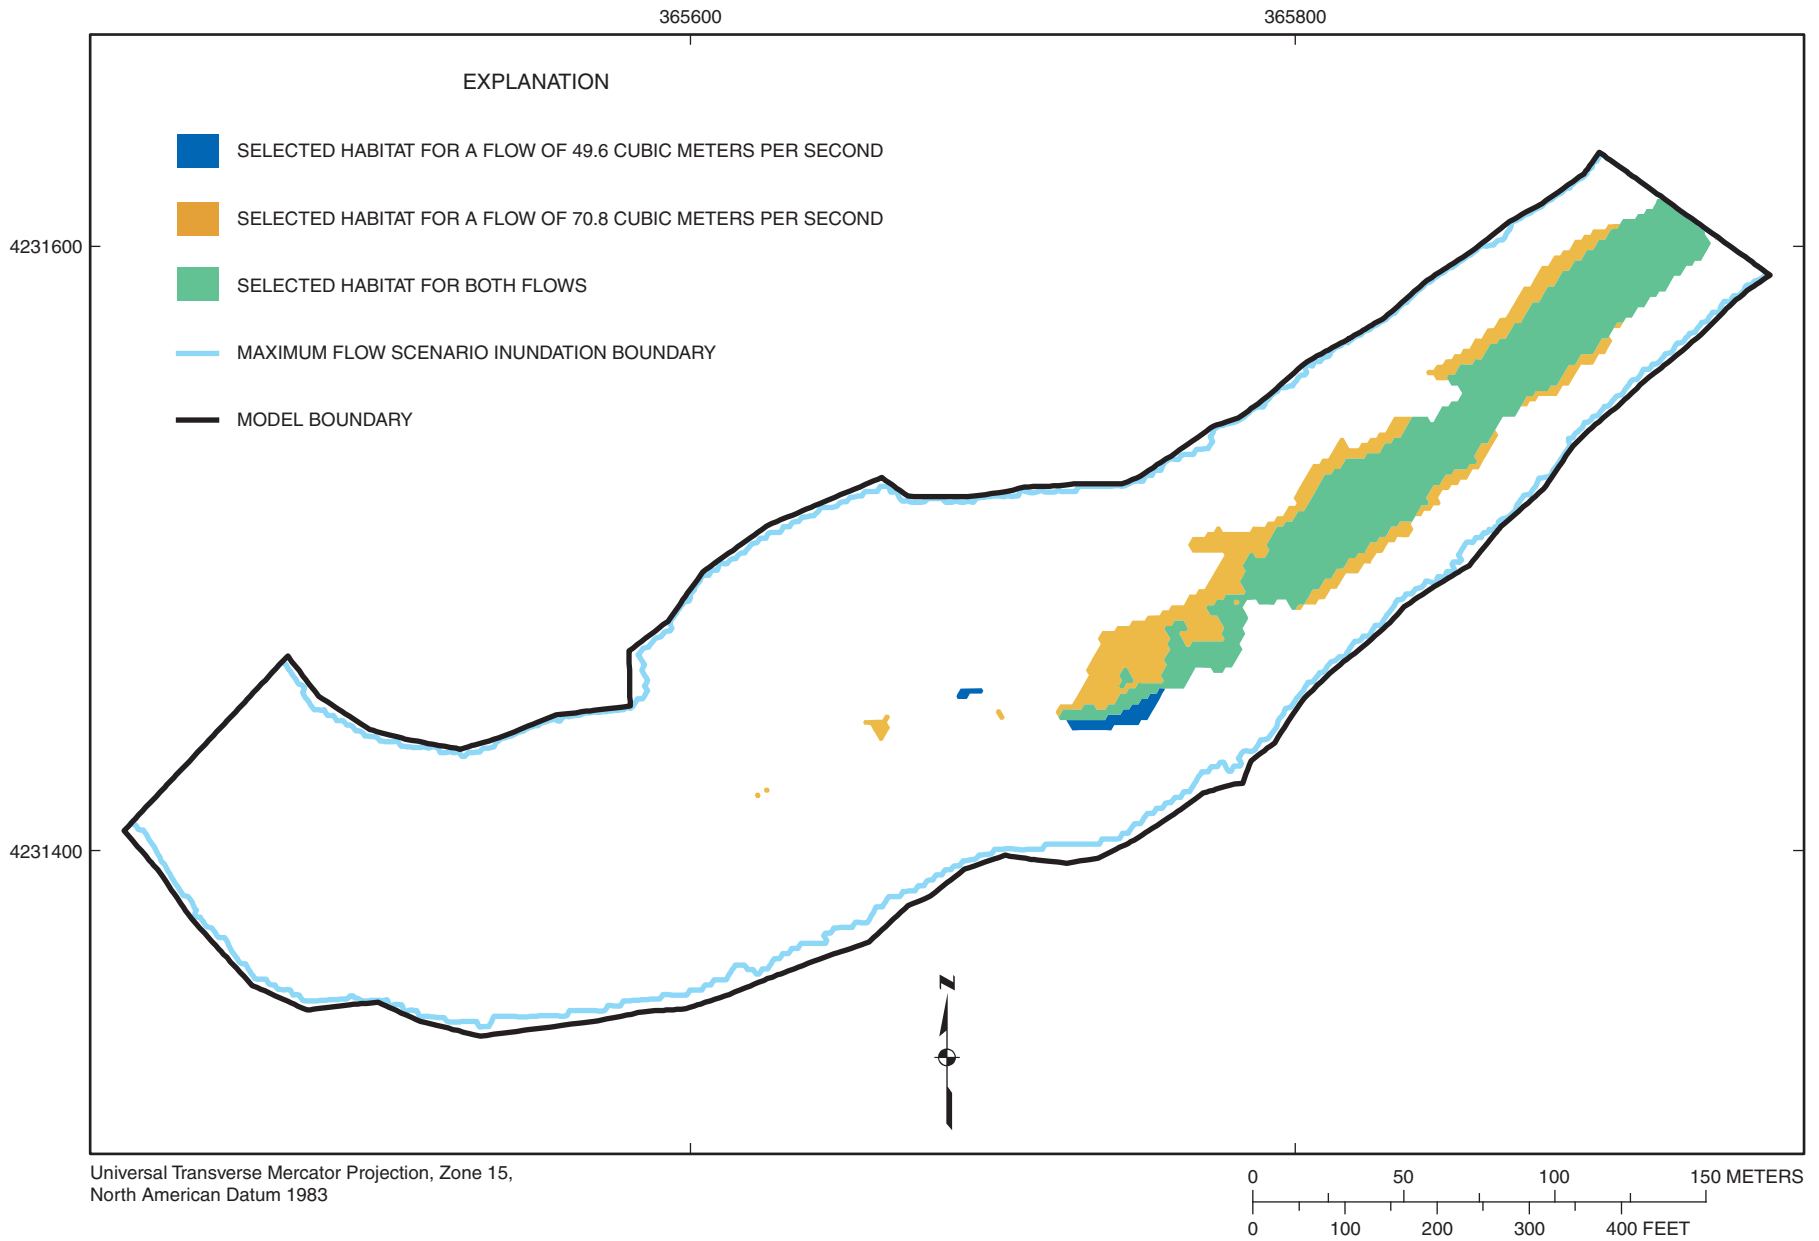 365600
365800
EXPLANATION
SELECTED HABITAT FOR A FLOW OF 49.6 CUBIC METERS PER SECOND
SELECTED HABITAT FOR A FLOW OF 70.8 CUBIC METERS PER SECOND
4231600
SELECTED HABITAT FOR BOTH FLOWS
MAXIMUM FLOW SCENARIO INUNDATION BOUNDARY
MODEL BOUNDARY
4231400
N
Universal Transverse Mercator Projection, Zone 15,
North American Datum 1983
0 50 100 150 METERS
0 100 200 300 400 FEET